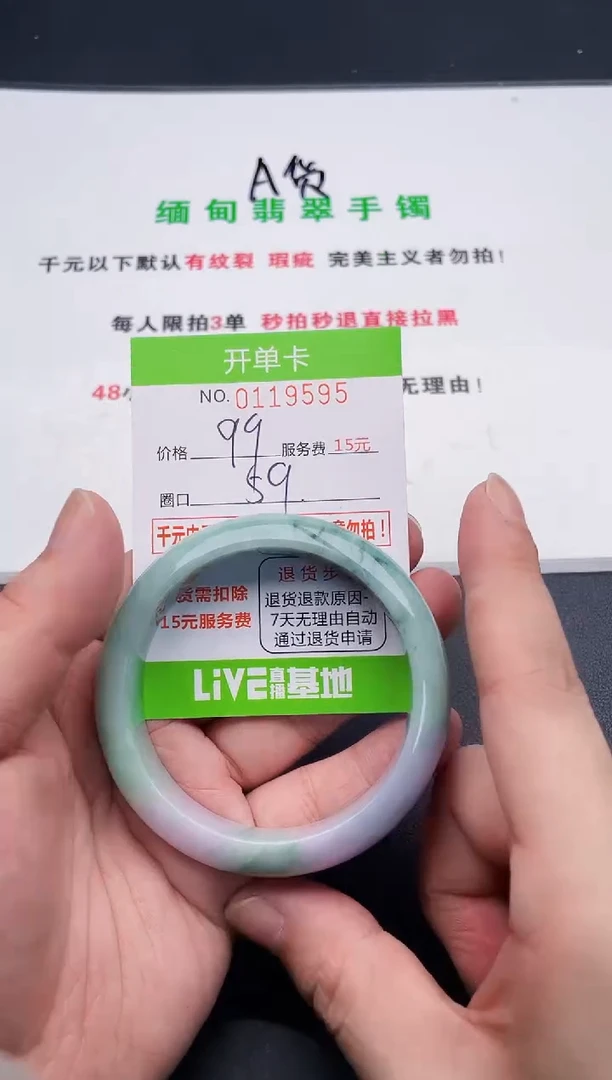 A货
缅甸翡翠手镯
千元以下默认有纹裂 瑕疵 完美主义者勿拍!
每人限拍3单 秒拍秒退直接拉黑
48 无理由!
开单卡
NO.0119595
价格 99 服务费 15元
圈口 59.
千元 勿拍!
货需扣除
15元服务费
退货步
退货退款原因-
7天无理由自动
通过退货申请
LiVE直播基地